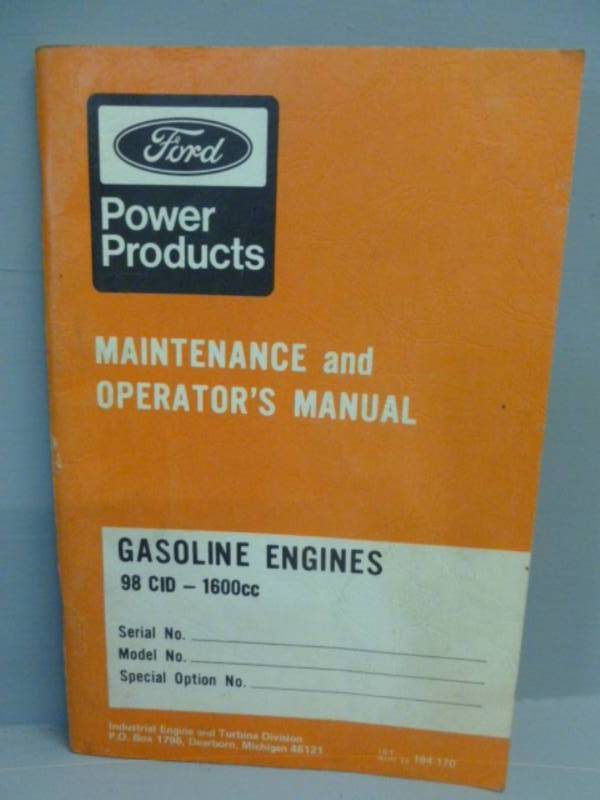 Ford
Power
Products
MAINTENANCE and
OPERATOR'S MANUAL
GASOLINE ENGINES
98 CID – 1600cc
Serial No.
Model No.
Special Option No.
Industrial Engine and Turbine Division
P.O. Box 1798, Dearborn, Michigan 48121
194-170